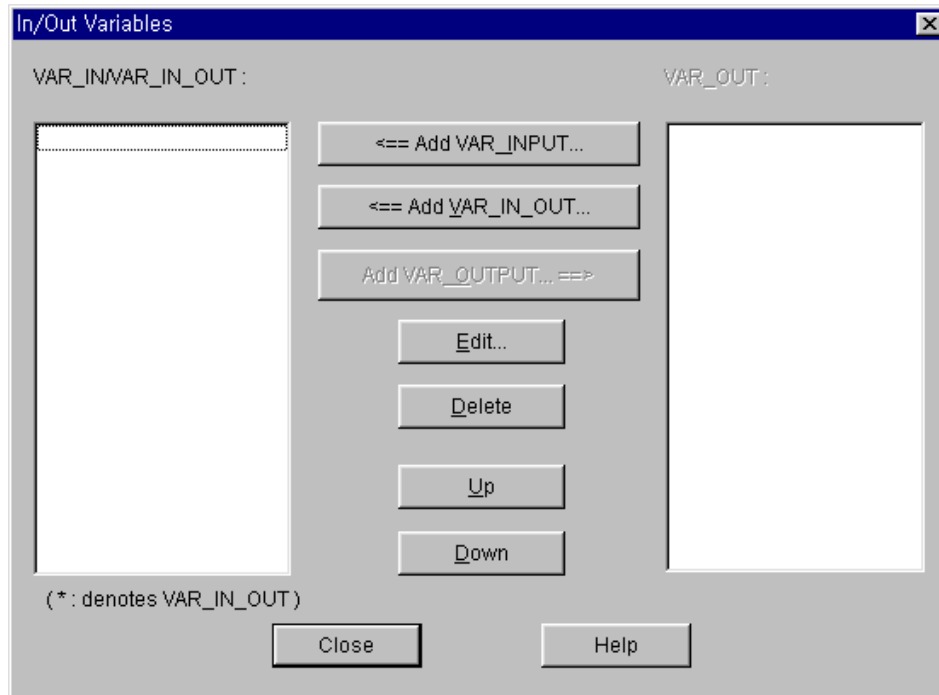 In/Out Variables
VAR_IN/VAR_IN_OUT :
VAR_OUT :
<== Add VAR_INPUT...
<== Add VAR_IN_OUT...
Add VAR_OUTPUT... ==>
Edit...
Delete
Up
Down
( * : denotes VAR_IN_OUT )
Close
Help